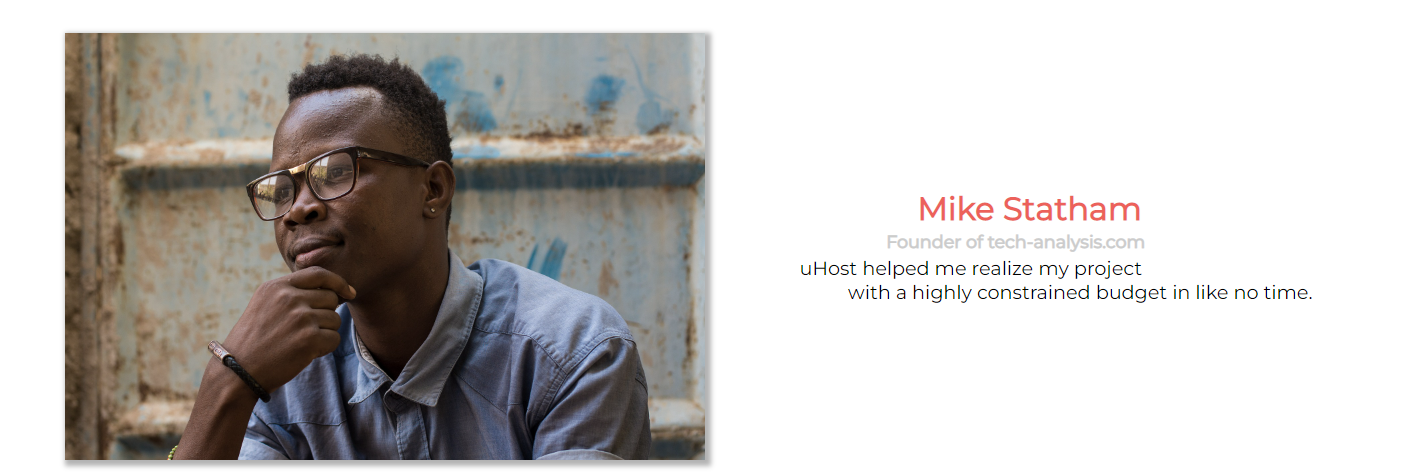 Mike Statham
Founder of tech-analysis.com
uHost helped me realize my project
with a highly constrained budget in like no time.